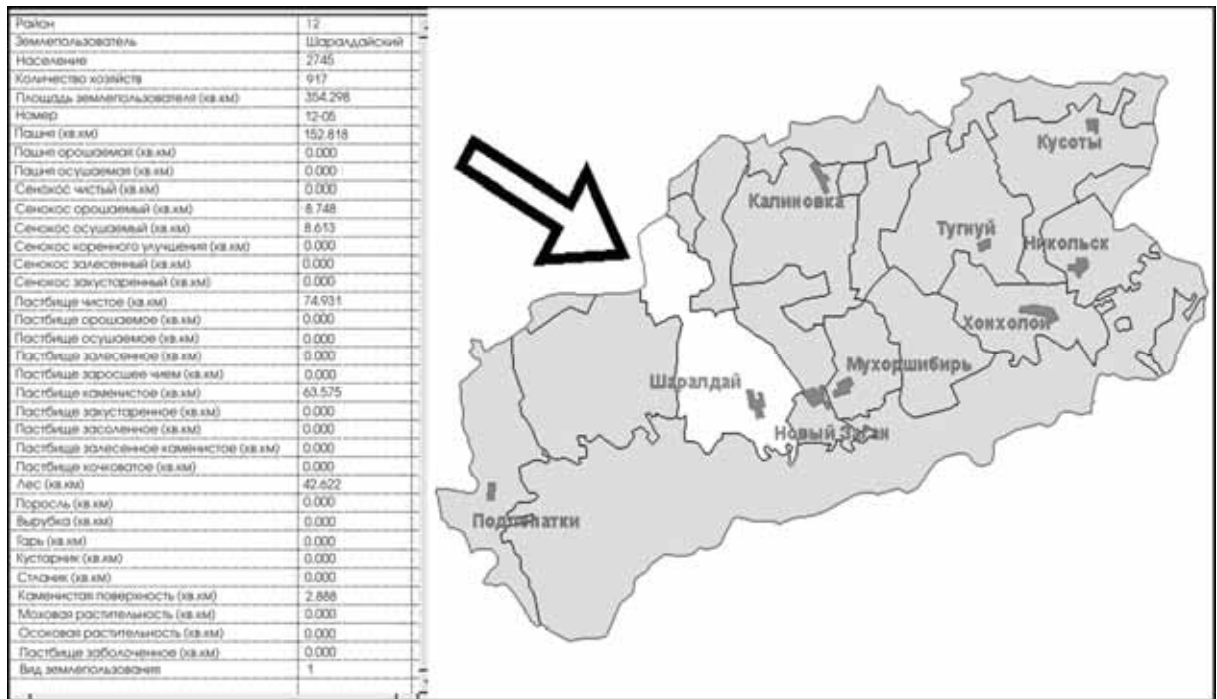 Район 12
Землепользователь Шаралдайский
Население 2745
Количество хозяйств 917
Площадь землепользователя (кв.км) 354.298
Номер 12-05
Пашня (кв.км) 152.818
Пашня орошаемая (кв.км) 0.000
Пашня осушаемая (кв.км) 0.000
Сенокос чистый (кв.км) 0.000
Сенокос орошаемый (кв.км) 8.748
Сенокос осушаемый (кв.км) 8.613
Сенокос коренного улучшения (кв.км) 0.000
Сенокос залесенный (кв.км) 0.000
Сенокос закустаренный (кв.км) 0.000
Пастбище чистое (кв.км) 74.931
Пастбище орошаемое (кв.км) 0.000
Пастбище осушаемое (кв.км) 0.000
Пастбище залесенное (кв.км) 0.000
Пастбище заросшее чием (кв.км) 0.000
Пастбище каменистое (кв.км) 63.575
Пастбище закустаренное (кв.км) 0.000
Пастбище засоленное (кв.км) 0.000
Пастбище залесенное каменистое (кв.км) 0.000
Пастбище кочковатое (кв.км) 0.000
Лес (кв.км) 42.622
Поросль (кв.км) 0.000
Вырубка (кв.км) 0.000
Гарь (кв.км) 0.000
Кустарник (кв.км) 0.000
Стланик (кв.км) 0.000
Каменистая поверхность (кв.км) 2.888
Моховая растительность (кв.км) 0.000
Осоковая растительность (кв.км) 0.000
Пастбище заболоченное (кв.км) 0.000
Вид землепользования 1
Кусоты
Калиновка
Тугнуй
Никольск
Хонхолой
Мухоршибирь
Шаралдай
Новый Заган
Подлопатки